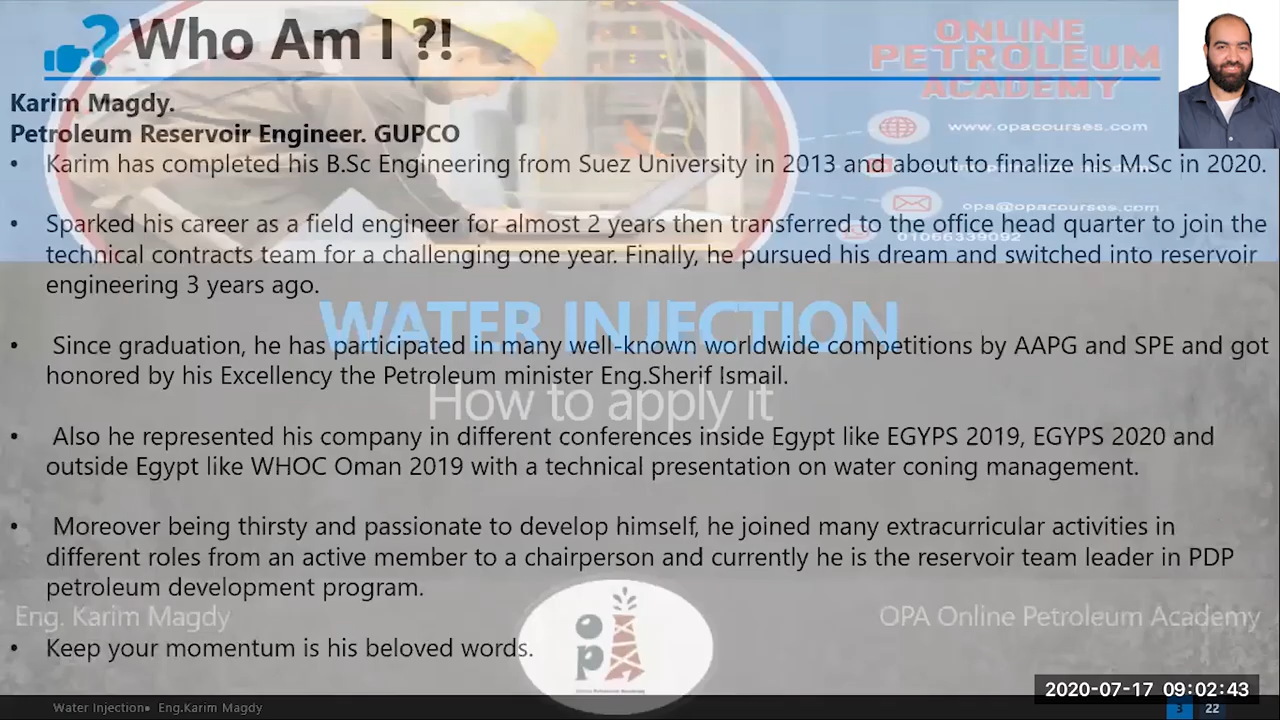 Who Am I ?!
ONLINE
PETROLEUM
ACADEMY
Karim Magdy.
www.opacourses.com
Petroleum Reservoir Engineer. GUPCO
• Karim has completed his B.Sc Engineering from Suez University in 2013 and about to finalize his M.Sc in 2020.
opa@opacourses.com
• Sparked his career as a field engineer for almost 2 years then transferred to the office head quarter to join the
01066339092
technical contracts team for a challenging one year. Finally, he pursued his dream and switched into reservoir
engineering 3 years ago.
WATER INJECTION
• Since graduation, he has participated in many well-known worldwide competitions by AAPG and SPE and got
honored by his Excellency the Petroleum minister Eng.Sherif Ismail.
How to apply it
• Also he represented his company in different conferences inside Egypt like EGYPS 2019, EGYPS 2020 and
outside Egypt like WHOC Oman 2019 with a technical presentation on water coning management.
• Moreover being thirsty and passionate to develop himself, he joined many extracurricular activities in
different roles from an active member to a chairperson and currently he is the reservoir team leader in PDP
petroleum development program.
Eng. Karim Magdy
OPA Online Petroleum Academy
• Keep your momentum is his beloved words.
opa
2020-07-17 09:02:43
Water Injection• Eng.Karim Magdy
3 22